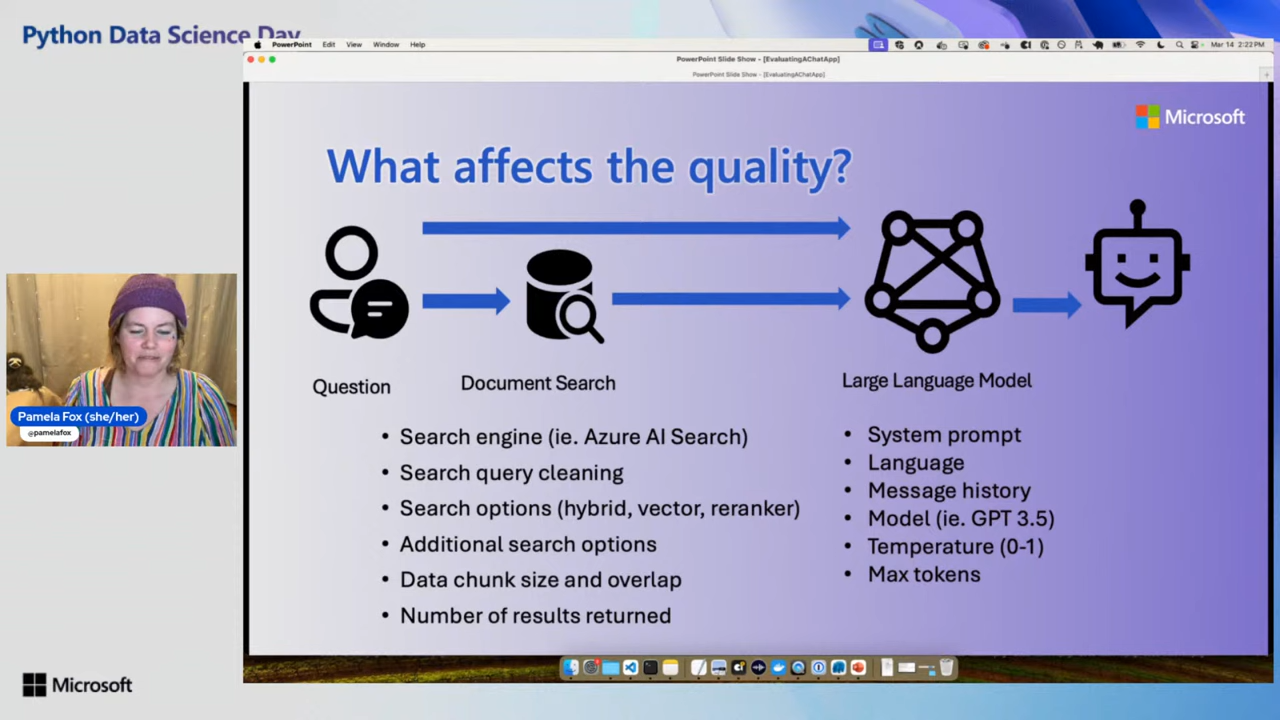 Python Data Science Day
PowerPoint Edit View Window Help
Mar 14 2:22 PM
PowerPoint Slide Show - [EvaluatingAChatApp]
PowerPoint Slide Show - [EvaluatingAChatApp]
Microsoft
What affects the quality?
Question
Document Search
Large Language Model
• Search engine (ie. Azure AI Search)
• Search query cleaning
• Search options (hybrid, vector, reranker)
• Additional search options
• Data chunk size and overlap
• Number of results returned
• System prompt
• Language
• Message history
• Model (ie. GPT 3.5)
• Temperature (0-1)
• Max tokens
Pamela Fox (she/her)
@pamelafox
Microsoft